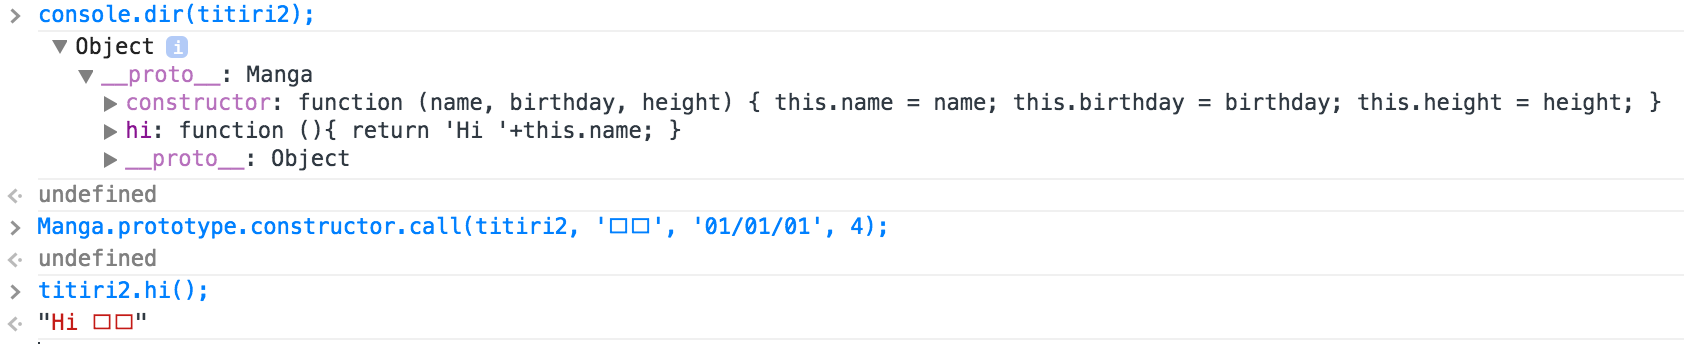 console.dir(titiri2);
Object i
__proto__: Manga
constructor: function (name, birthday, height) { this.name = name; this.birthday = birthday; this.height = height; }
hi: function (){ return 'Hi '+this.name; }
__proto__: Object
undefined
Manga.prototype.constructor.call(titiri2, '□□', '01/01/01', 4);
undefined
titiri2.hi();
"Hi □□"